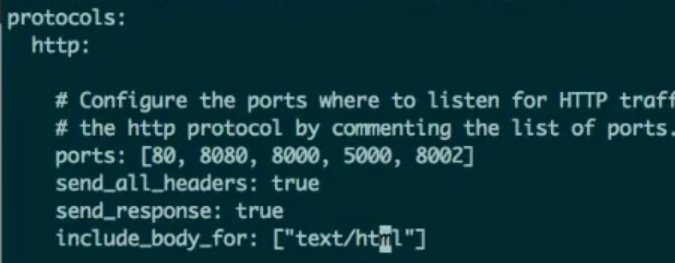 protocols:
http:
# Configure the ports where to listen for HTTP traff
# the http protocol by commenting the list of ports.
ports: [80, 8080, 8000, 5000, 8002]
send_all_headers: true
send_response: true
include_body_for: ["text/html"]